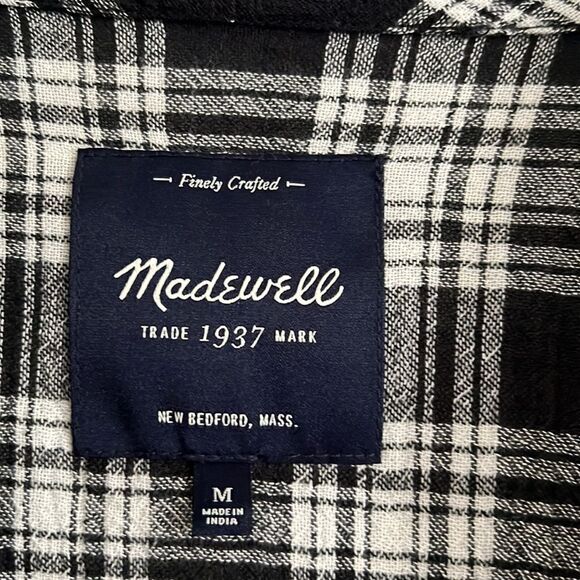 Finely Crafted
Madewell
TRADE 1937 MARK
NEW BEDFORD, MASS.
M
MADE IN
INDIA